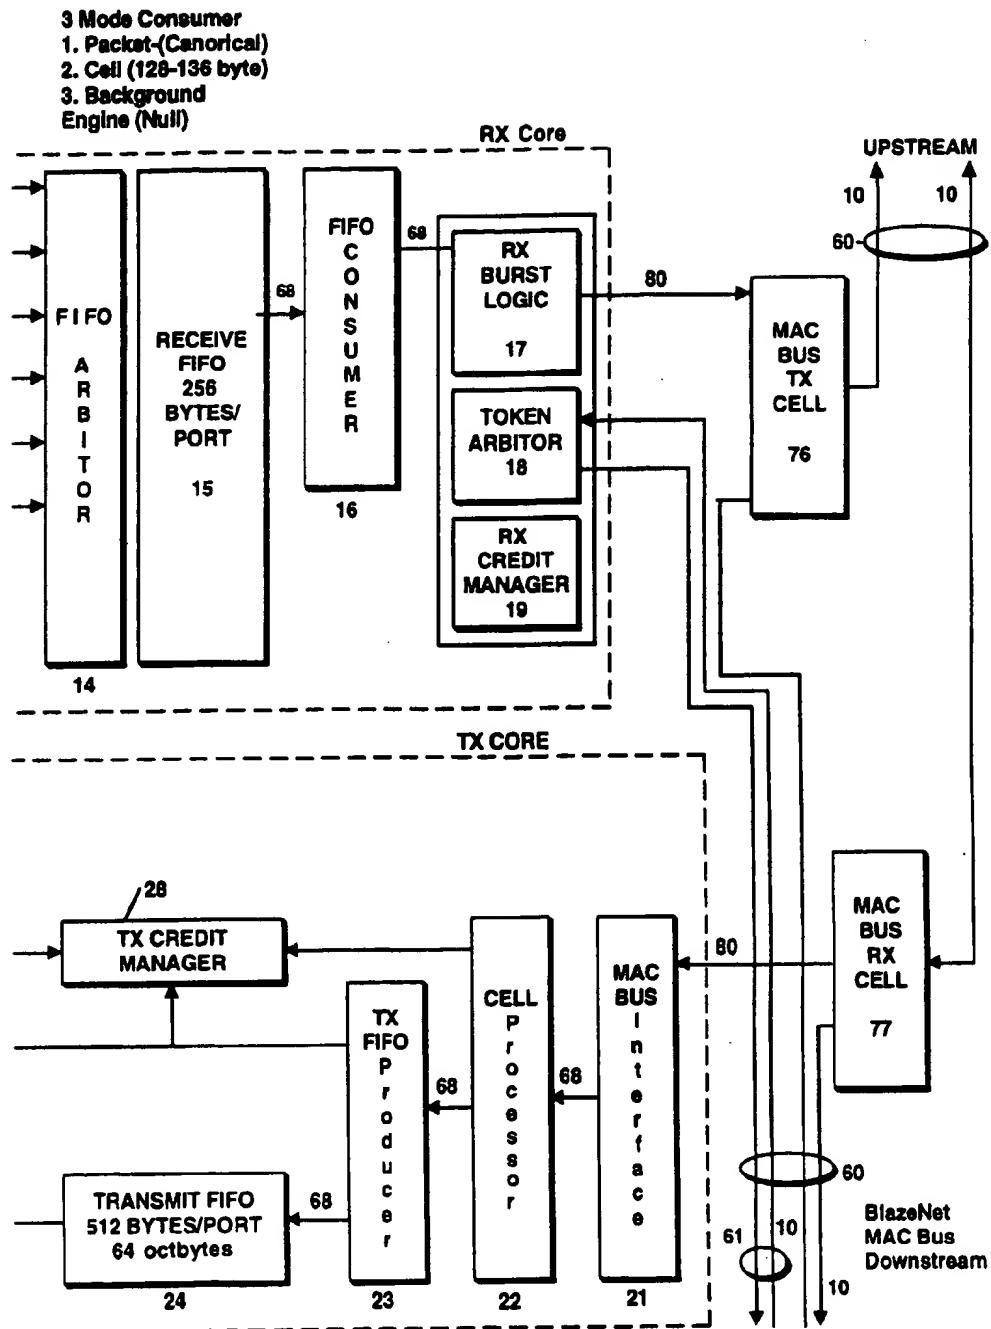 3 Mode Consumer
1. Packet-(Canorical)
2. Cell (128-136 byte)
3. Background
Engine (Null)
RX Core
UPSTREAM
10
10
60
FIFO
ARBITOR
14
RECEIVE
FIFO
256
BYTES/
PORT
15
68
FIFO
CONSUMER
16
68
RX
BURST
LOGIC
17
TOKEN
ARBITOR
18
RX
CREDIT
MANAGER
19
80
MAC
BUS
TX
CELL
76
TX CORE
28
TX CREDIT
MANAGER
TX
FIFO
Producer
23
68
CELL
Processor
22
68
MAC
BUS
Interface
21
80
MAC
BUS
RX
CELL
77
TRANSMIT FIFO
512 BYTES/PORT
64 octbytes
24
68
60
61
10
10
BlazeNet
MAC Bus
Downstream